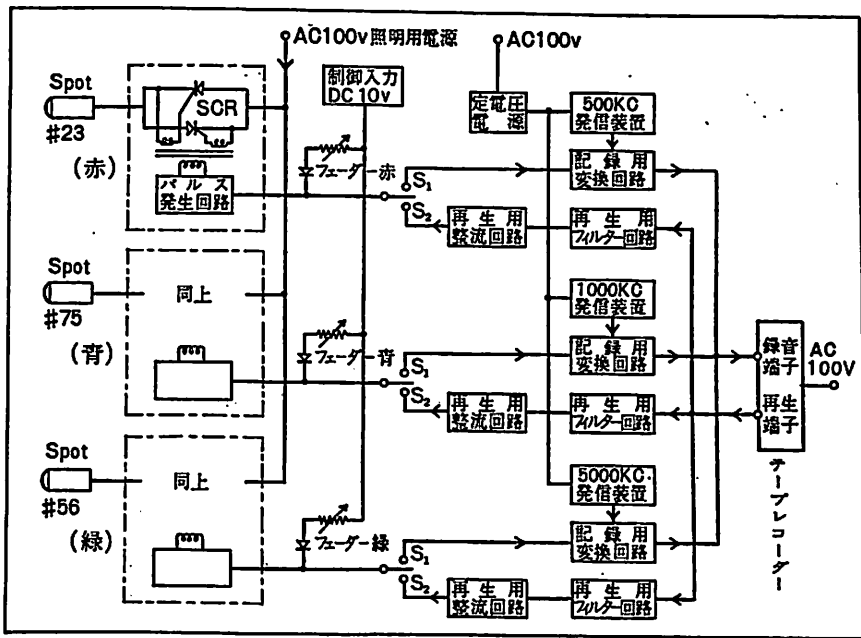 AC100v照明用電源
AC100v
Spot
#23
(赤)
SCR
パルス
発生回路
制御入力
DC10v
フェーダー赤
S₁
S₂
定電圧
電源
500KC
発信装置
記録用
変換回路
再生用
整流回路
再生用
フィルター回路
Spot
#75
(青)
同上
フェーダー青
S₁
S₂
1000KC
発信装置
記録用
変換回路
再生用
整流回路
再生用
フィルター回路
録音
端子
再生
端子
AC
100V
テープレコーダー
Spot
#56
(緑)
同上
フェーダー緑
S₁
S₂
5000KC
発信装置
記録用
変換回路
再生用
整流回路
再生用
フィルター回路